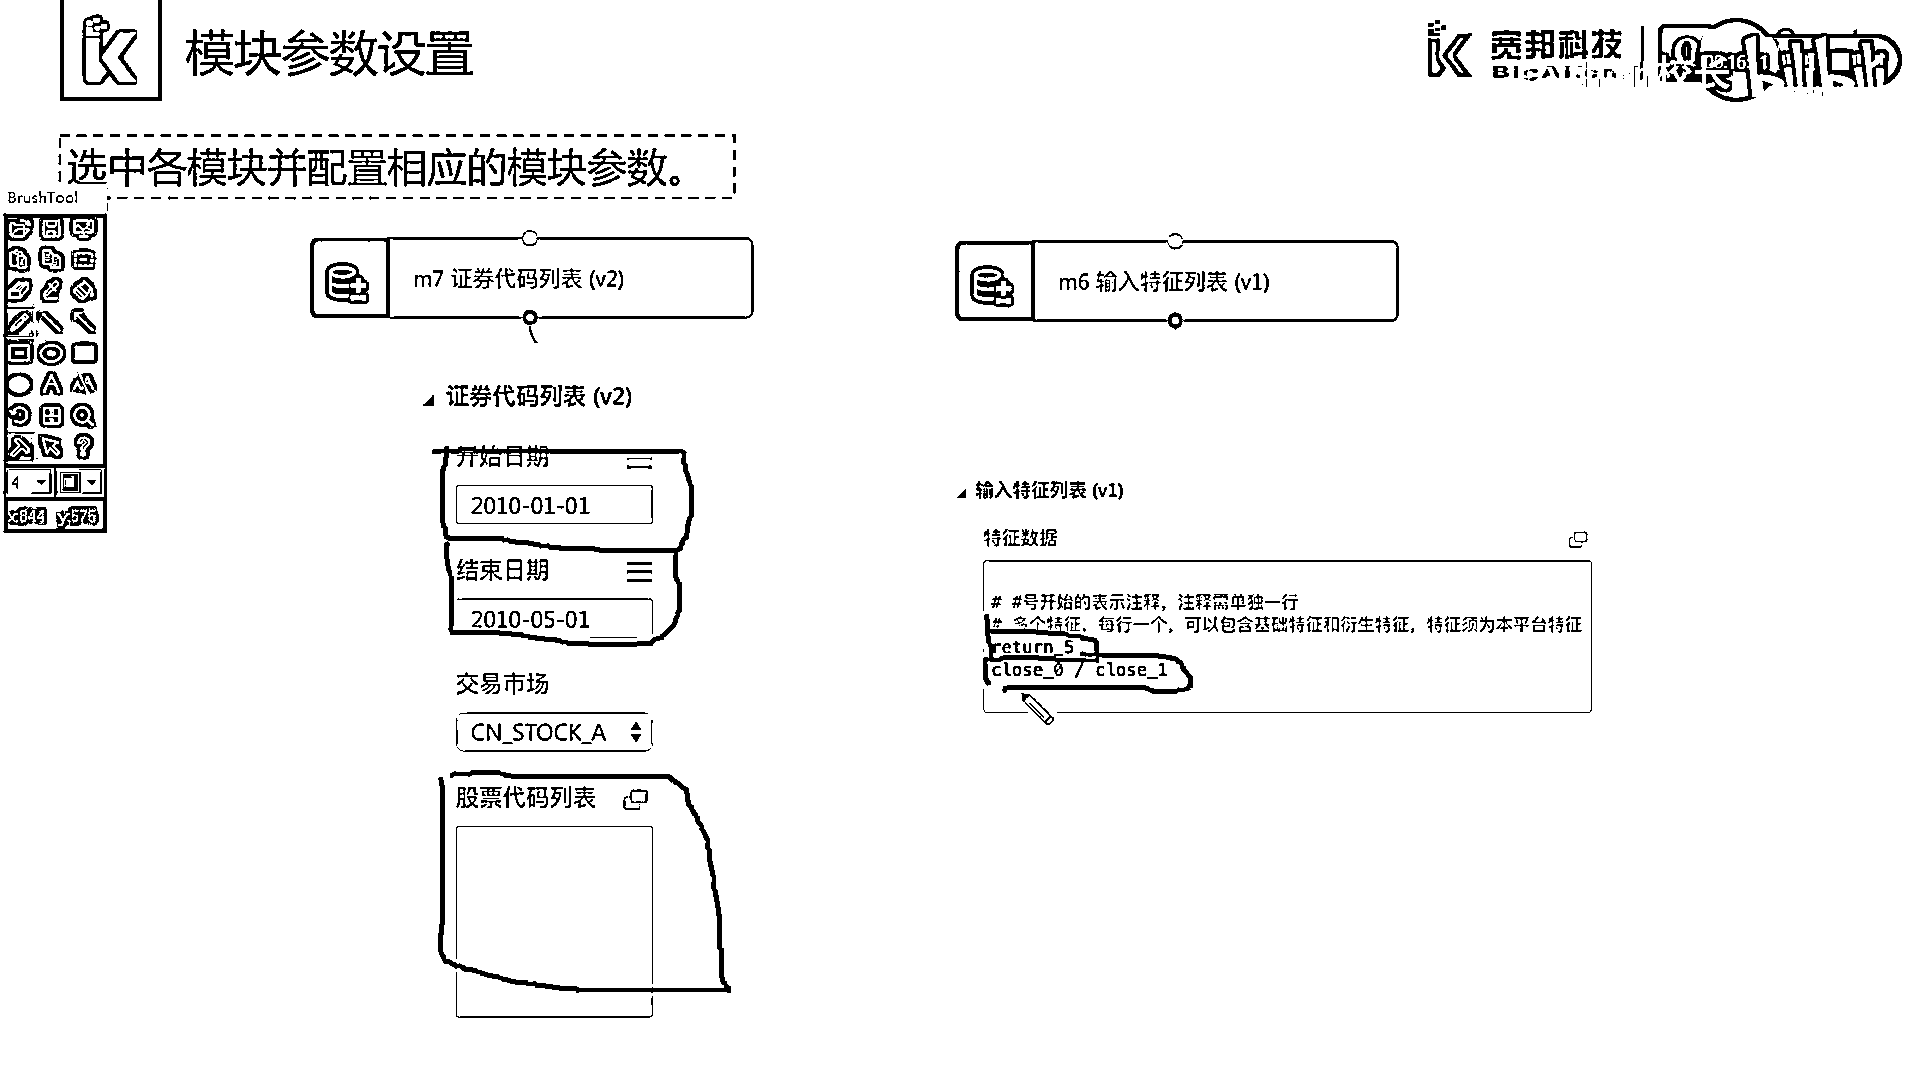 模块参数设置
宽邦科技
选中各模块并配置相应的模块参数。
BrushTool
m7 证券代码列表 (v2)
m6 输入特征列表 (v1)
证券代码列表 (v2)
开始日期
2010-01-01
结束日期
2010-05-01
交易市场
CN_STOCK_A
股票代码列表
输入特征列表 (v1)
特征数据
# #号开始的表示注释，注释需单独一行
# 多个特征，每行一个，可以包含基础特征和衍生特征，特征须为本平台特征
return_5
close_0 / close_1
4
x:844 y:575